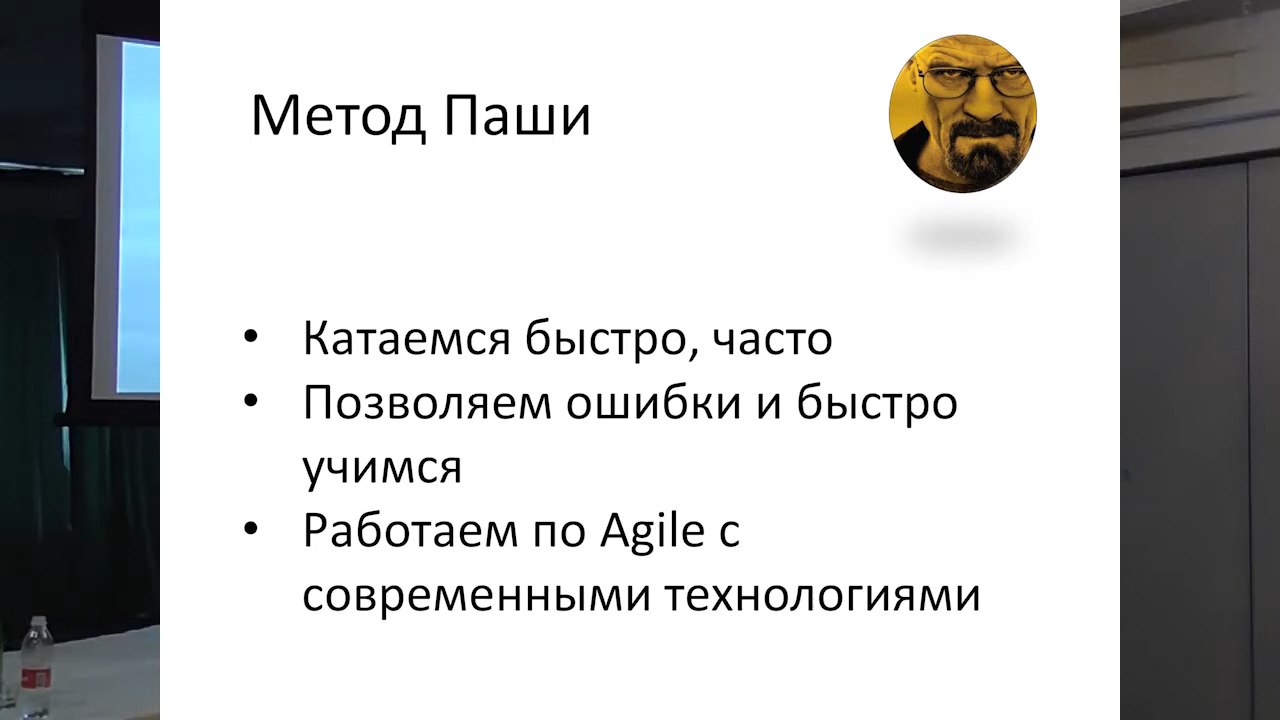 Метод Паши
• Катаемся быстро, часто
• Позволяем ошибки и быстро
учимся
• Работаем по Agile с
современными технологиями